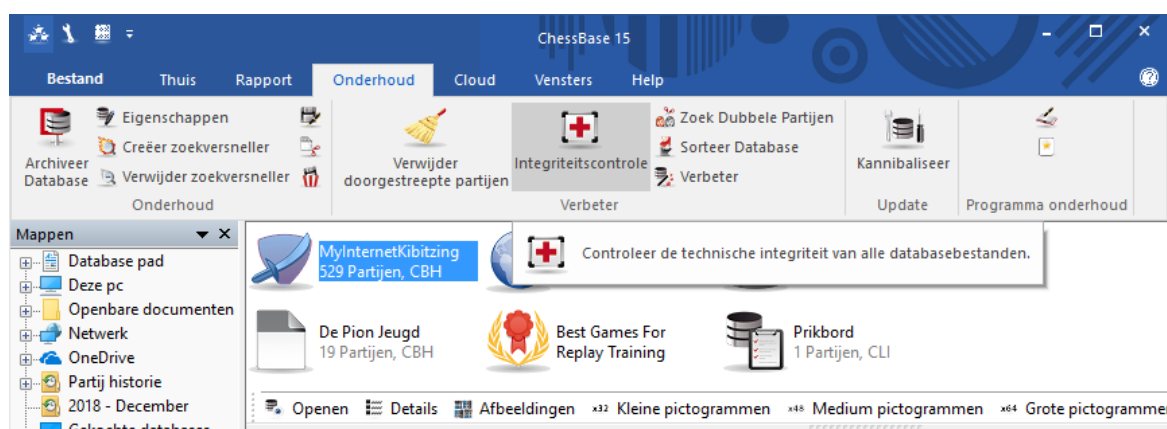 ChessBase 15
Bestand Thuis Rapport Onderhoud Cloud Vensters Help
Archiveer
Database
Eigenschappen
Creëer zoekversneller
Verwijder zoekversneller
Onderhoud
Verwijder
doorgestreepte partijen
Integriteitscontrole
Zoek Dubbele Partijen
Sorteer Database
Verbeter
Verbeter
Kannibaliseer
Update
Programma onderhoud
Mappen
Database pad
Deze pc
Openbare documenten
Netwerk
OneDrive
Partij historie
2018 - December
MyInternetKibitzing
529 Partijen, CBH
Controleer de technische integriteit van alle databasebestanden.
De Pion Jeugd
19 Partijen, CBH
Best Games For
Replay Training
Prikbord
1 Partijen, CLI
Openen Details Afbeeldingen x32 Kleine pictogrammen x48 Medium pictogrammen x64 Grote pictogramme